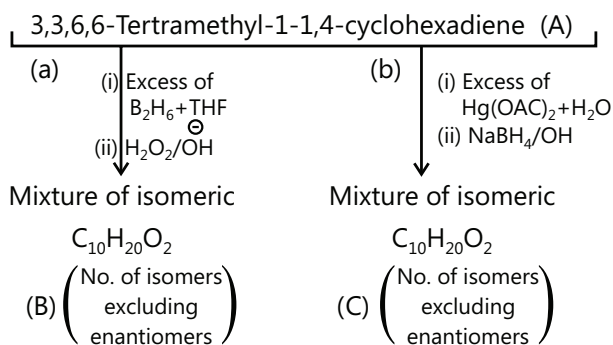 3,3,6,6-Tertramethyl-1-1,4-cyclohexadiene (A)
(a)
(i) Excess of
B₂H₆+THF
(ii) H₂O₂/O̖H⊖
Mixture of isomeric
C₁₀H₂₀O₂
(B) (No. of isomers
excluding
enantiomers)
(b)
(i) Excess of
Hg(OAC)₂+H₂O
(ii) NaBH₄/OH
Mixture of isomeric
C₁₀H₂₀O₂
(C) (No. of isomers
excluding
enantiomers)